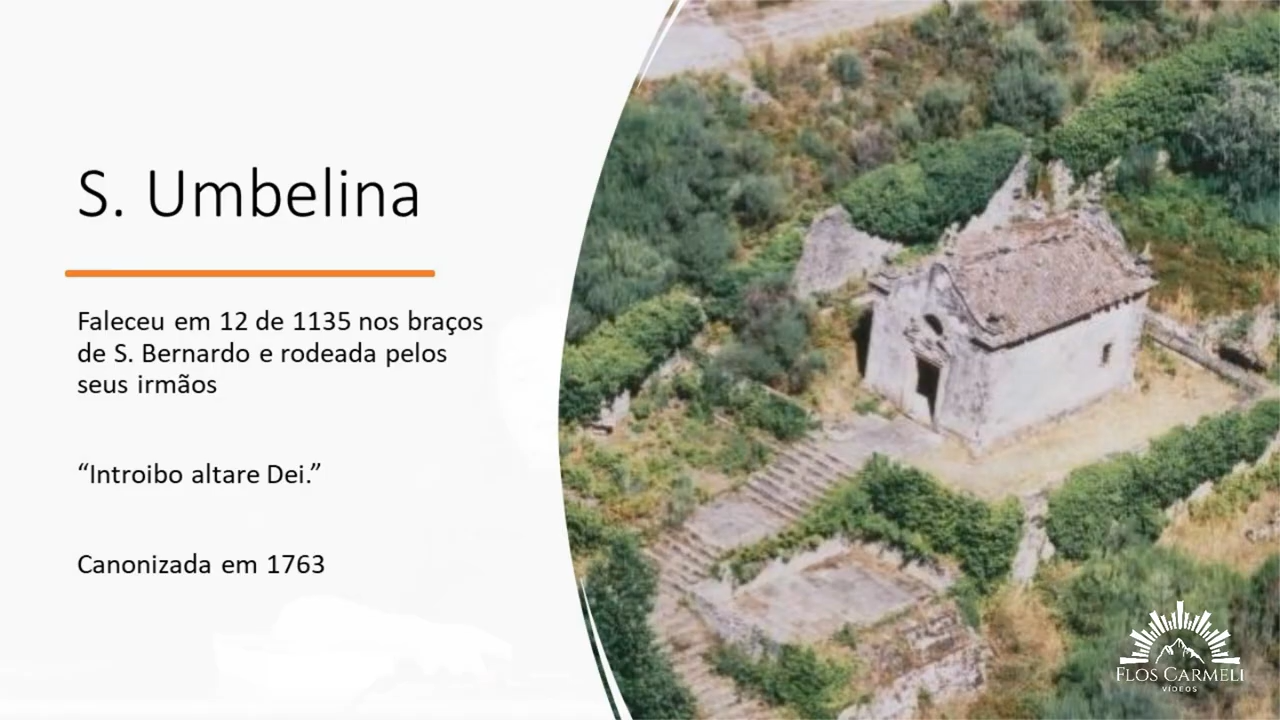 S. Umbelina
Faleceu em 12 de 1135 nos braços
de S. Bernardo e rodeada pelos
seus irmãos
“Introibo altare Dei.”
Canonizada em 1763
FLOS CARMELI
VÍDEOS